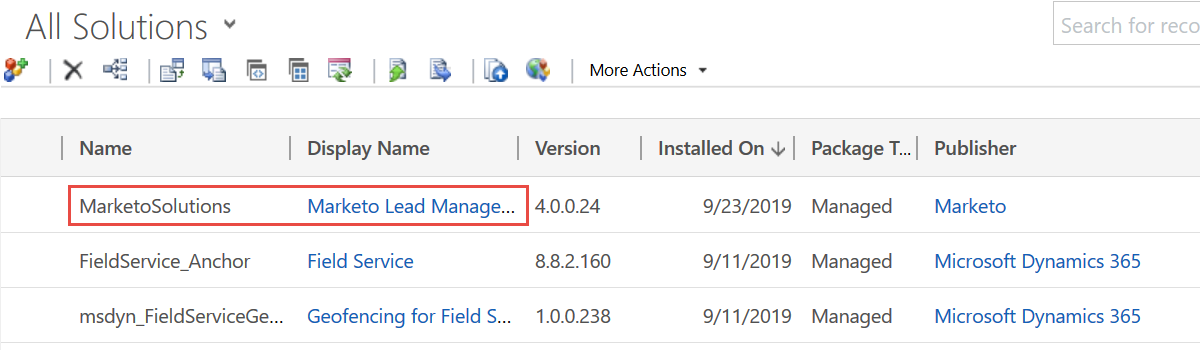 All Solutions
Search for reco
More Actions
Name Display Name Version Installed On Package T... Publisher
MarketoSolutions Marketo Lead Manage... 4.0.0.24 9/23/2019 Managed Marketo
FieldService_Anchor Field Service 8.8.2.160 9/11/2019 Managed Microsoft Dynamics 365
msdyn_FieldServiceGe... Geofencing for Field S... 1.0.0.238 9/11/2019 Managed Microsoft Dynamics 365